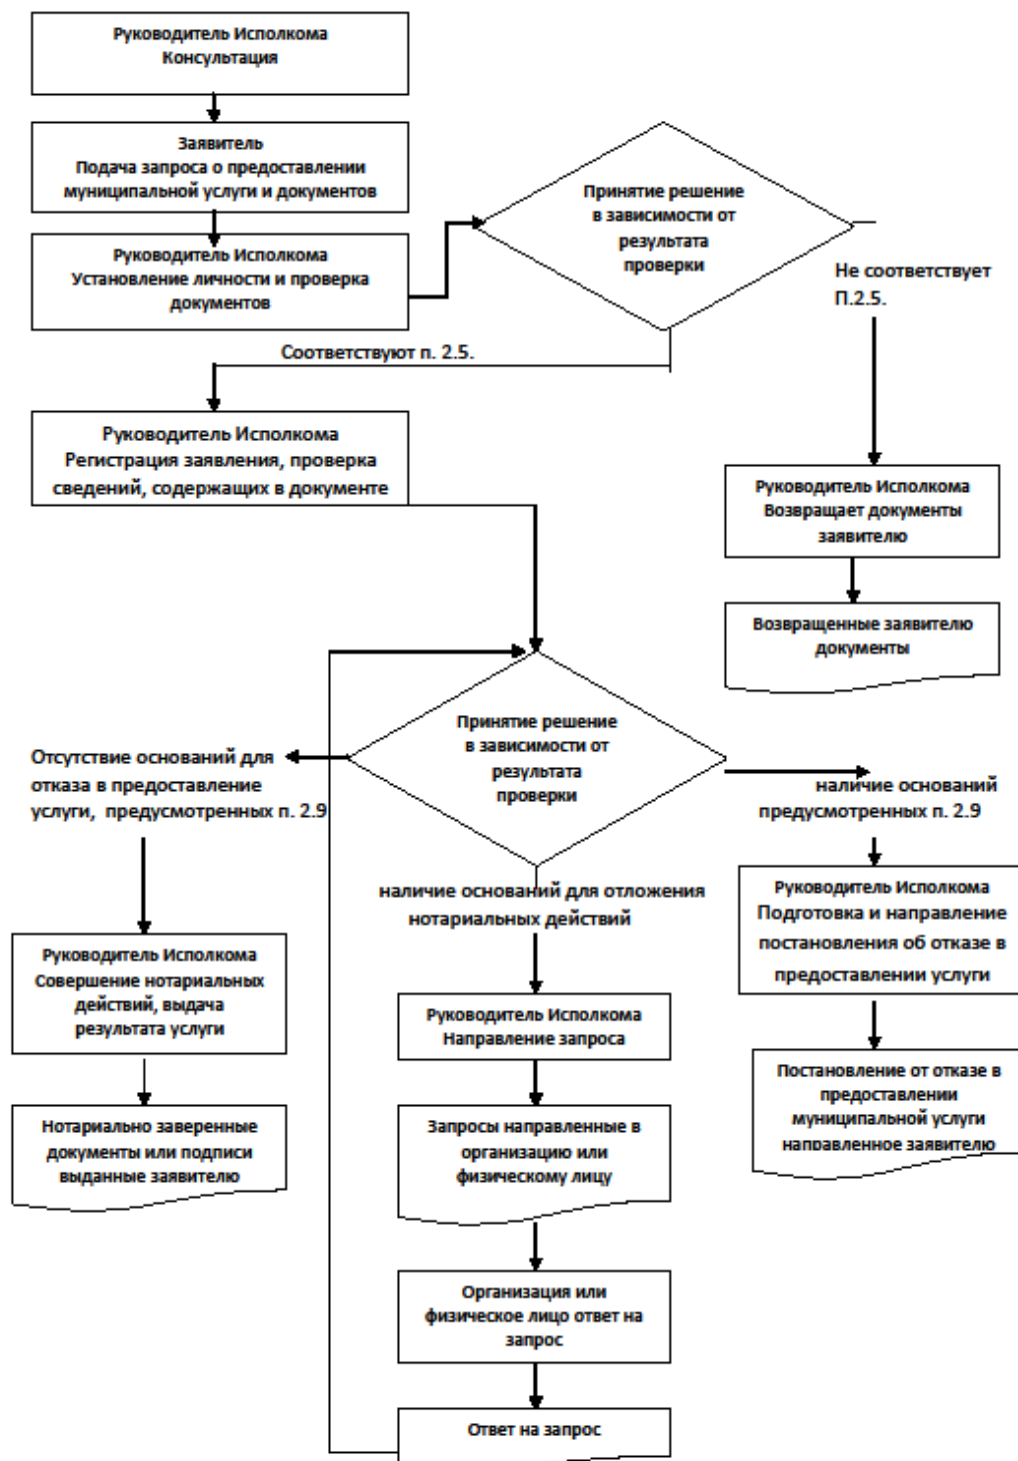 Руководитель Исполкома
Консультация
Заявитель
Подача запроса о предоставлении
муниципальной услуги и документов
Руководитель Исполкома
Установление личности и проверка
документов
Принятие решение
в зависимости от
результата
проверки
Не соответствует
П.2.5.
Соответствуют п. 2.5.
Руководитель Исполкома
Регистрация заявления, проверка
сведений, содержащих в документе
Руководитель Исполкома
Возвращает документы
заявителю
Возвращенные заявителю
документы
Принятие решение
в зависимости от
результата
проверки
Отсутствие оснований для
отказа в предоставление
услуги, предусмотренных п. 2.9
наличие оснований
предусмотренных п. 2.9
наличие оснований для отложения
нотариальных действий
Руководитель Исполкома
Подготовка и направление
постановления об отказе в
предоставлении услуги
Руководитель Исполкома
Совершение нотариальных
действий, выдача
результата услуги
Руководитель Исполкома
Направление запроса
Постановление от отказе в
предоставлении
муниципальной услуги
направленное заявителю
Нотариально заверенные
документы или подписи
выданные заявителю
Запросы направленные в
организацию или
физическому лицу
Организация или
физическое лицо ответ на
запрос
Ответ на запрос